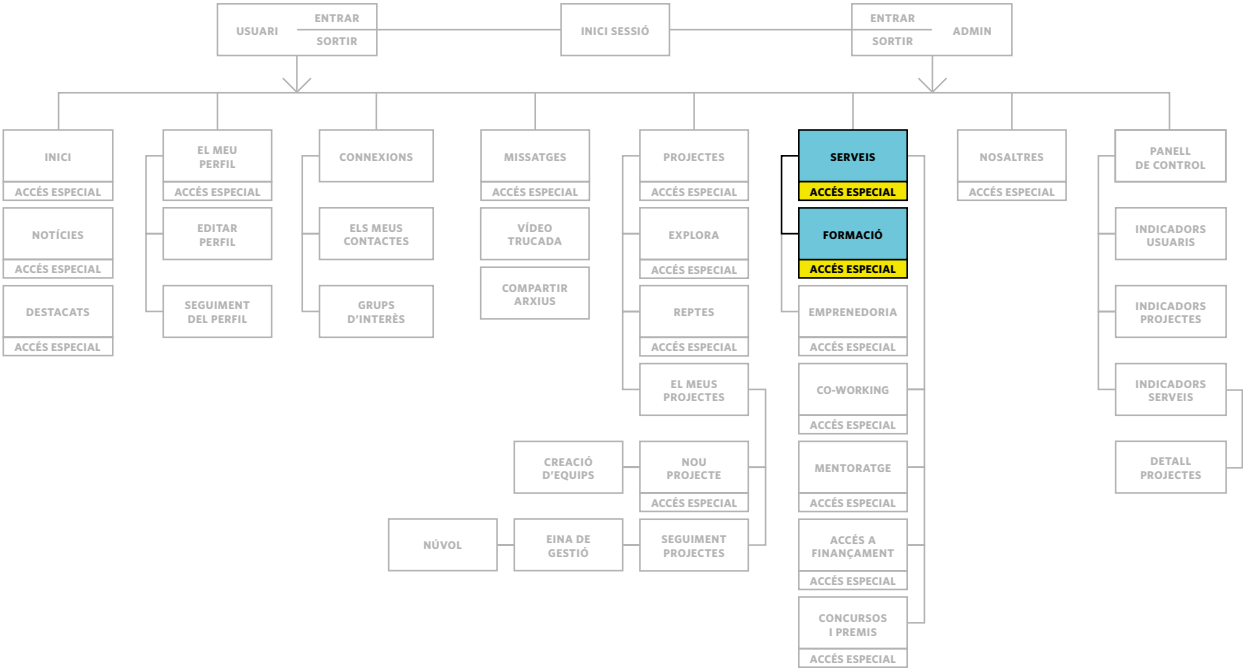 USUARI
ENTRAR
SORTIR
INICI SESSIÓ
ENTRAR
SORTIR
ADMIN
INICI
ACCÉS ESPECIAL
NOTÍCIES
ACCÉS ESPECIAL
DESTACATS
ACCÉS ESPECIAL
EL MEU
PERFIL
ACCÉS ESPECIAL
EDITAR
PERFIL
SEGUIMENT
DEL PERFIL
CONNEXIONS
ELS MEUS
CONTACTES
GRUPS
D'INTERÈS
MISSATGES
ACCÉS ESPECIAL
VÍDEO
TRUCADA
COMPARTIR
ARXIUS
PROJECTES
ACCÉS ESPECIAL
EXPLORA
ACCÉS ESPECIAL
REPTES
ACCÉS ESPECIAL
EL MEUS
PROJECTES
NOU
PROJECTE
ACCÉS ESPECIAL
CREACIÓ
D'EQUIPS
SEGUIMENT
PROJECTES
EINA DE
GESTIÓ
NÚVOL
SERVEIS
ACCÉS ESPECIAL
FORMACIÓ
ACCÉS ESPECIAL
EMPRENEDORIA
ACCÉS ESPECIAL
CO-WORKING
ACCÉS ESPECIAL
MENTORATGE
ACCÉS ESPECIAL
ACCÉS A
FINANÇAMENT
ACCÉS ESPECIAL
CONCURSOS
I PREMIS
ACCÉS ESPECIAL
NOSALTRES
ACCÉS ESPECIAL
PANELL
DE CONTROL
INDICADORS
USUARIS
INDICADORS
PROJECTES
INDICADORS
SERVEIS
DETALL
PROJECTES